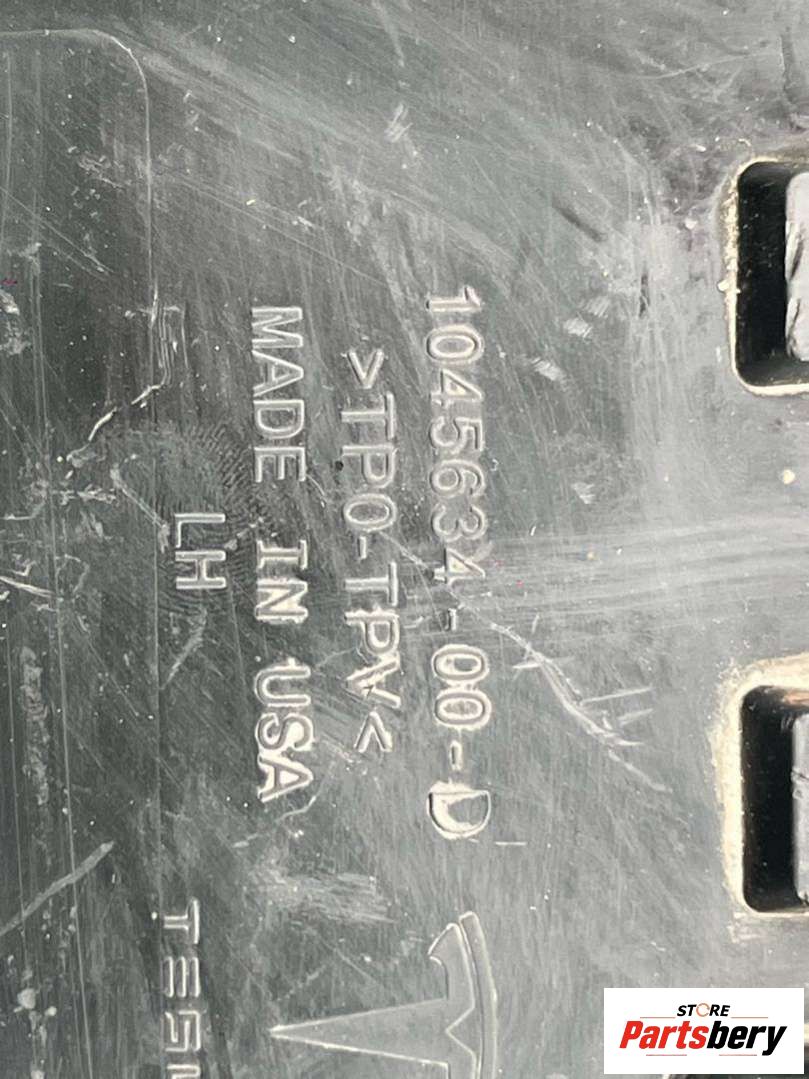 1045634-00-D
>TPO-TPV<
MADE IN USA
LH
STORE
Partsbery